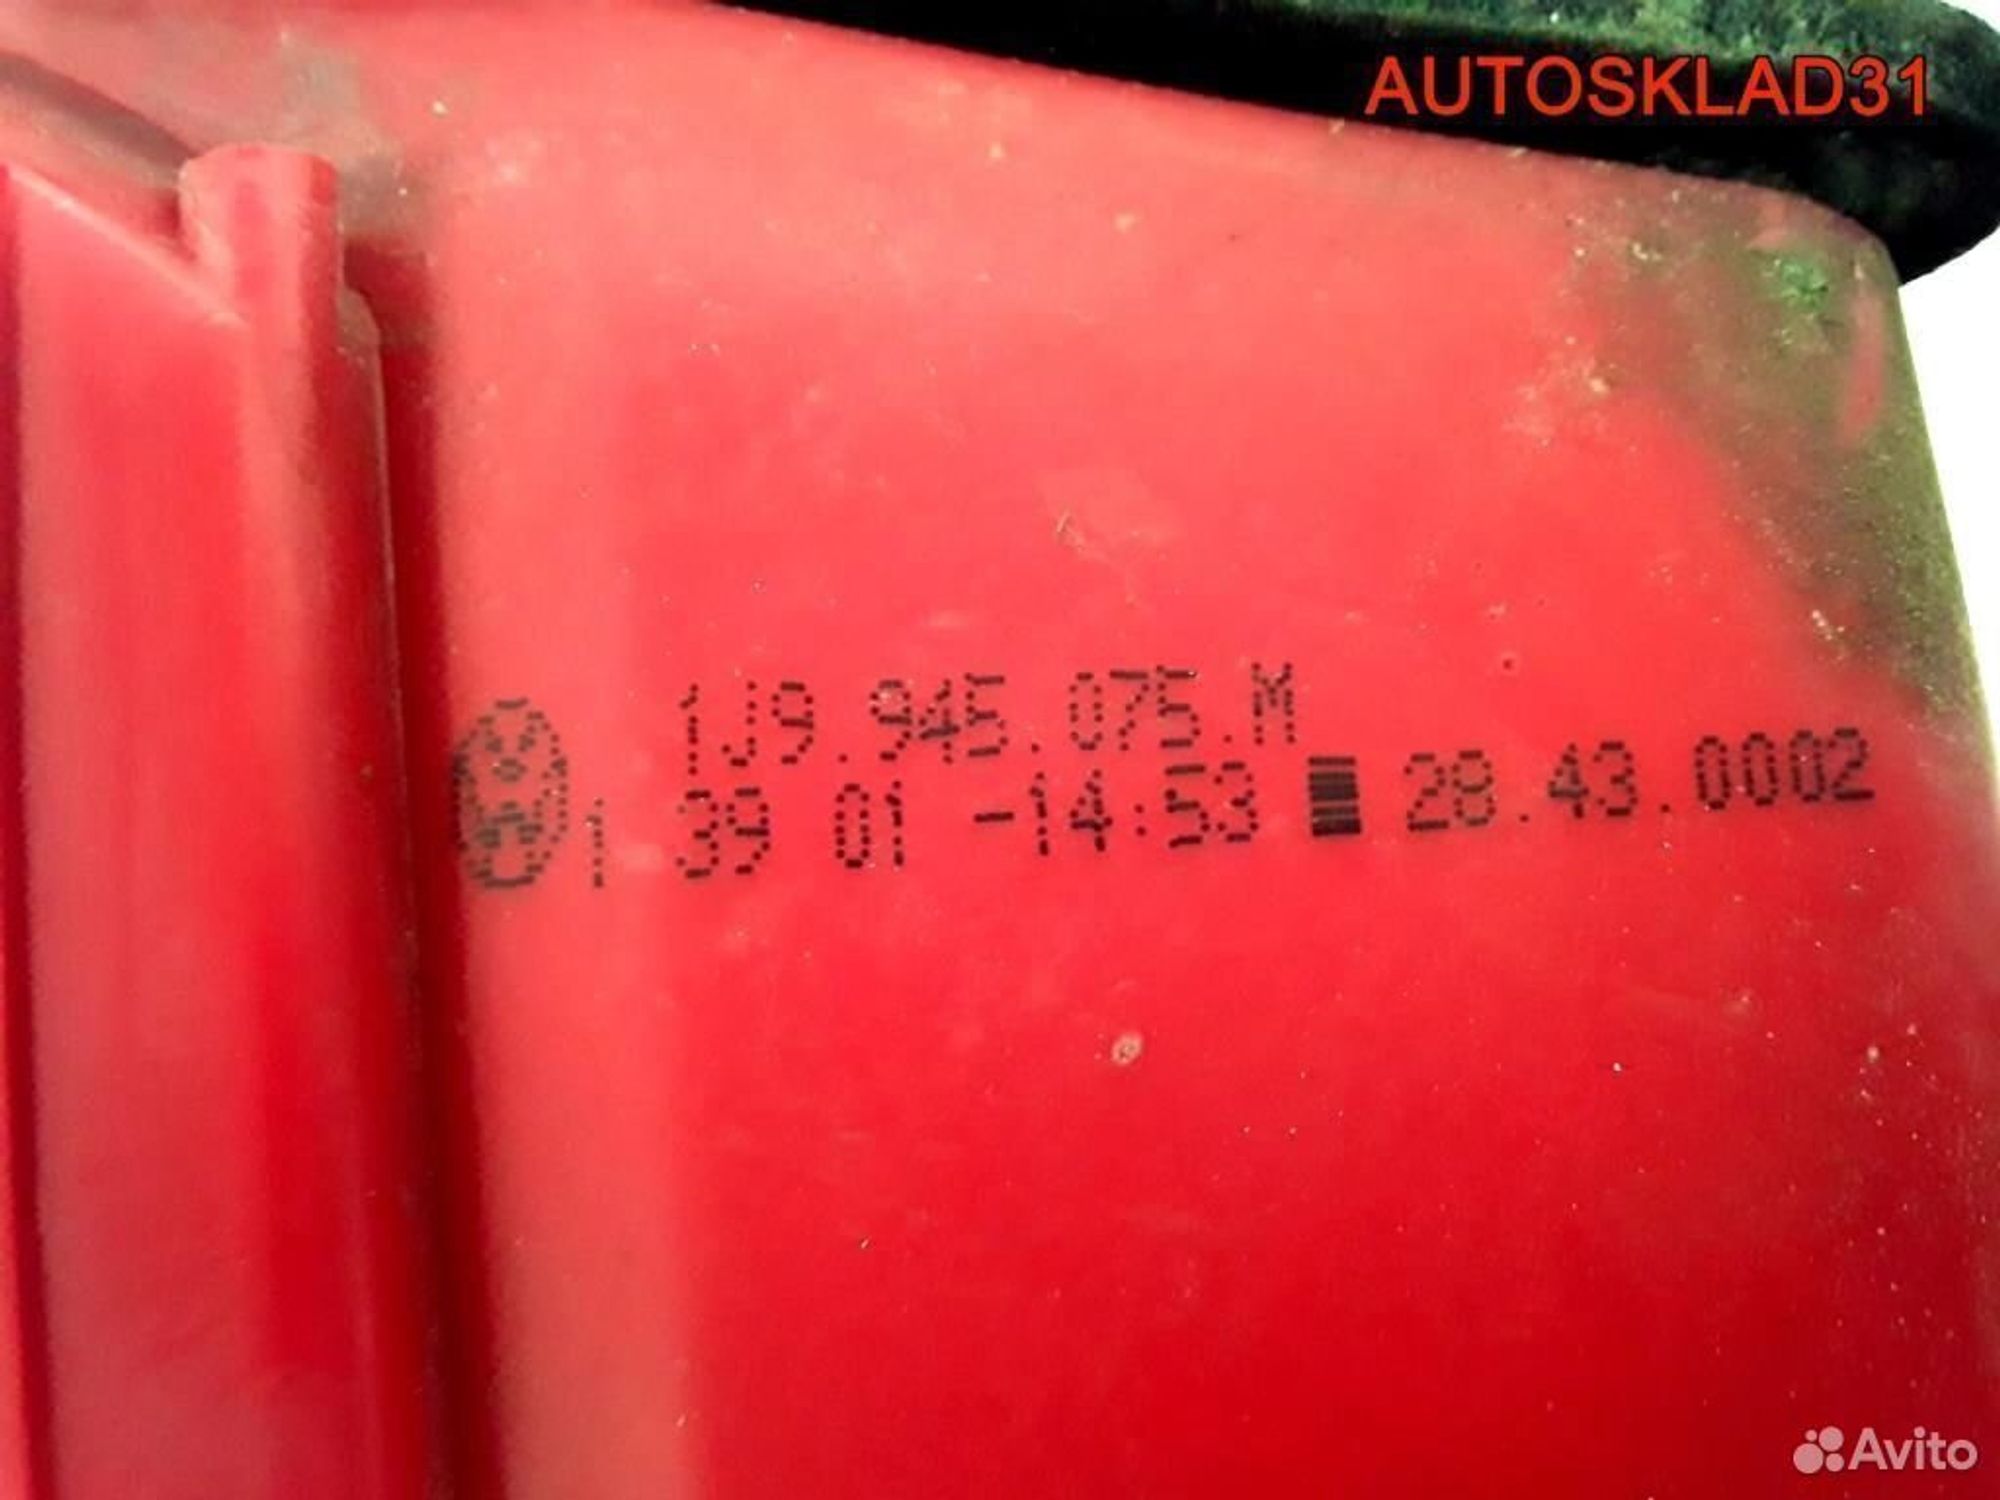 AUTOSKLAD31
1J9.945.075.M
1 39 01 -14:53 28.43.0002
Avito